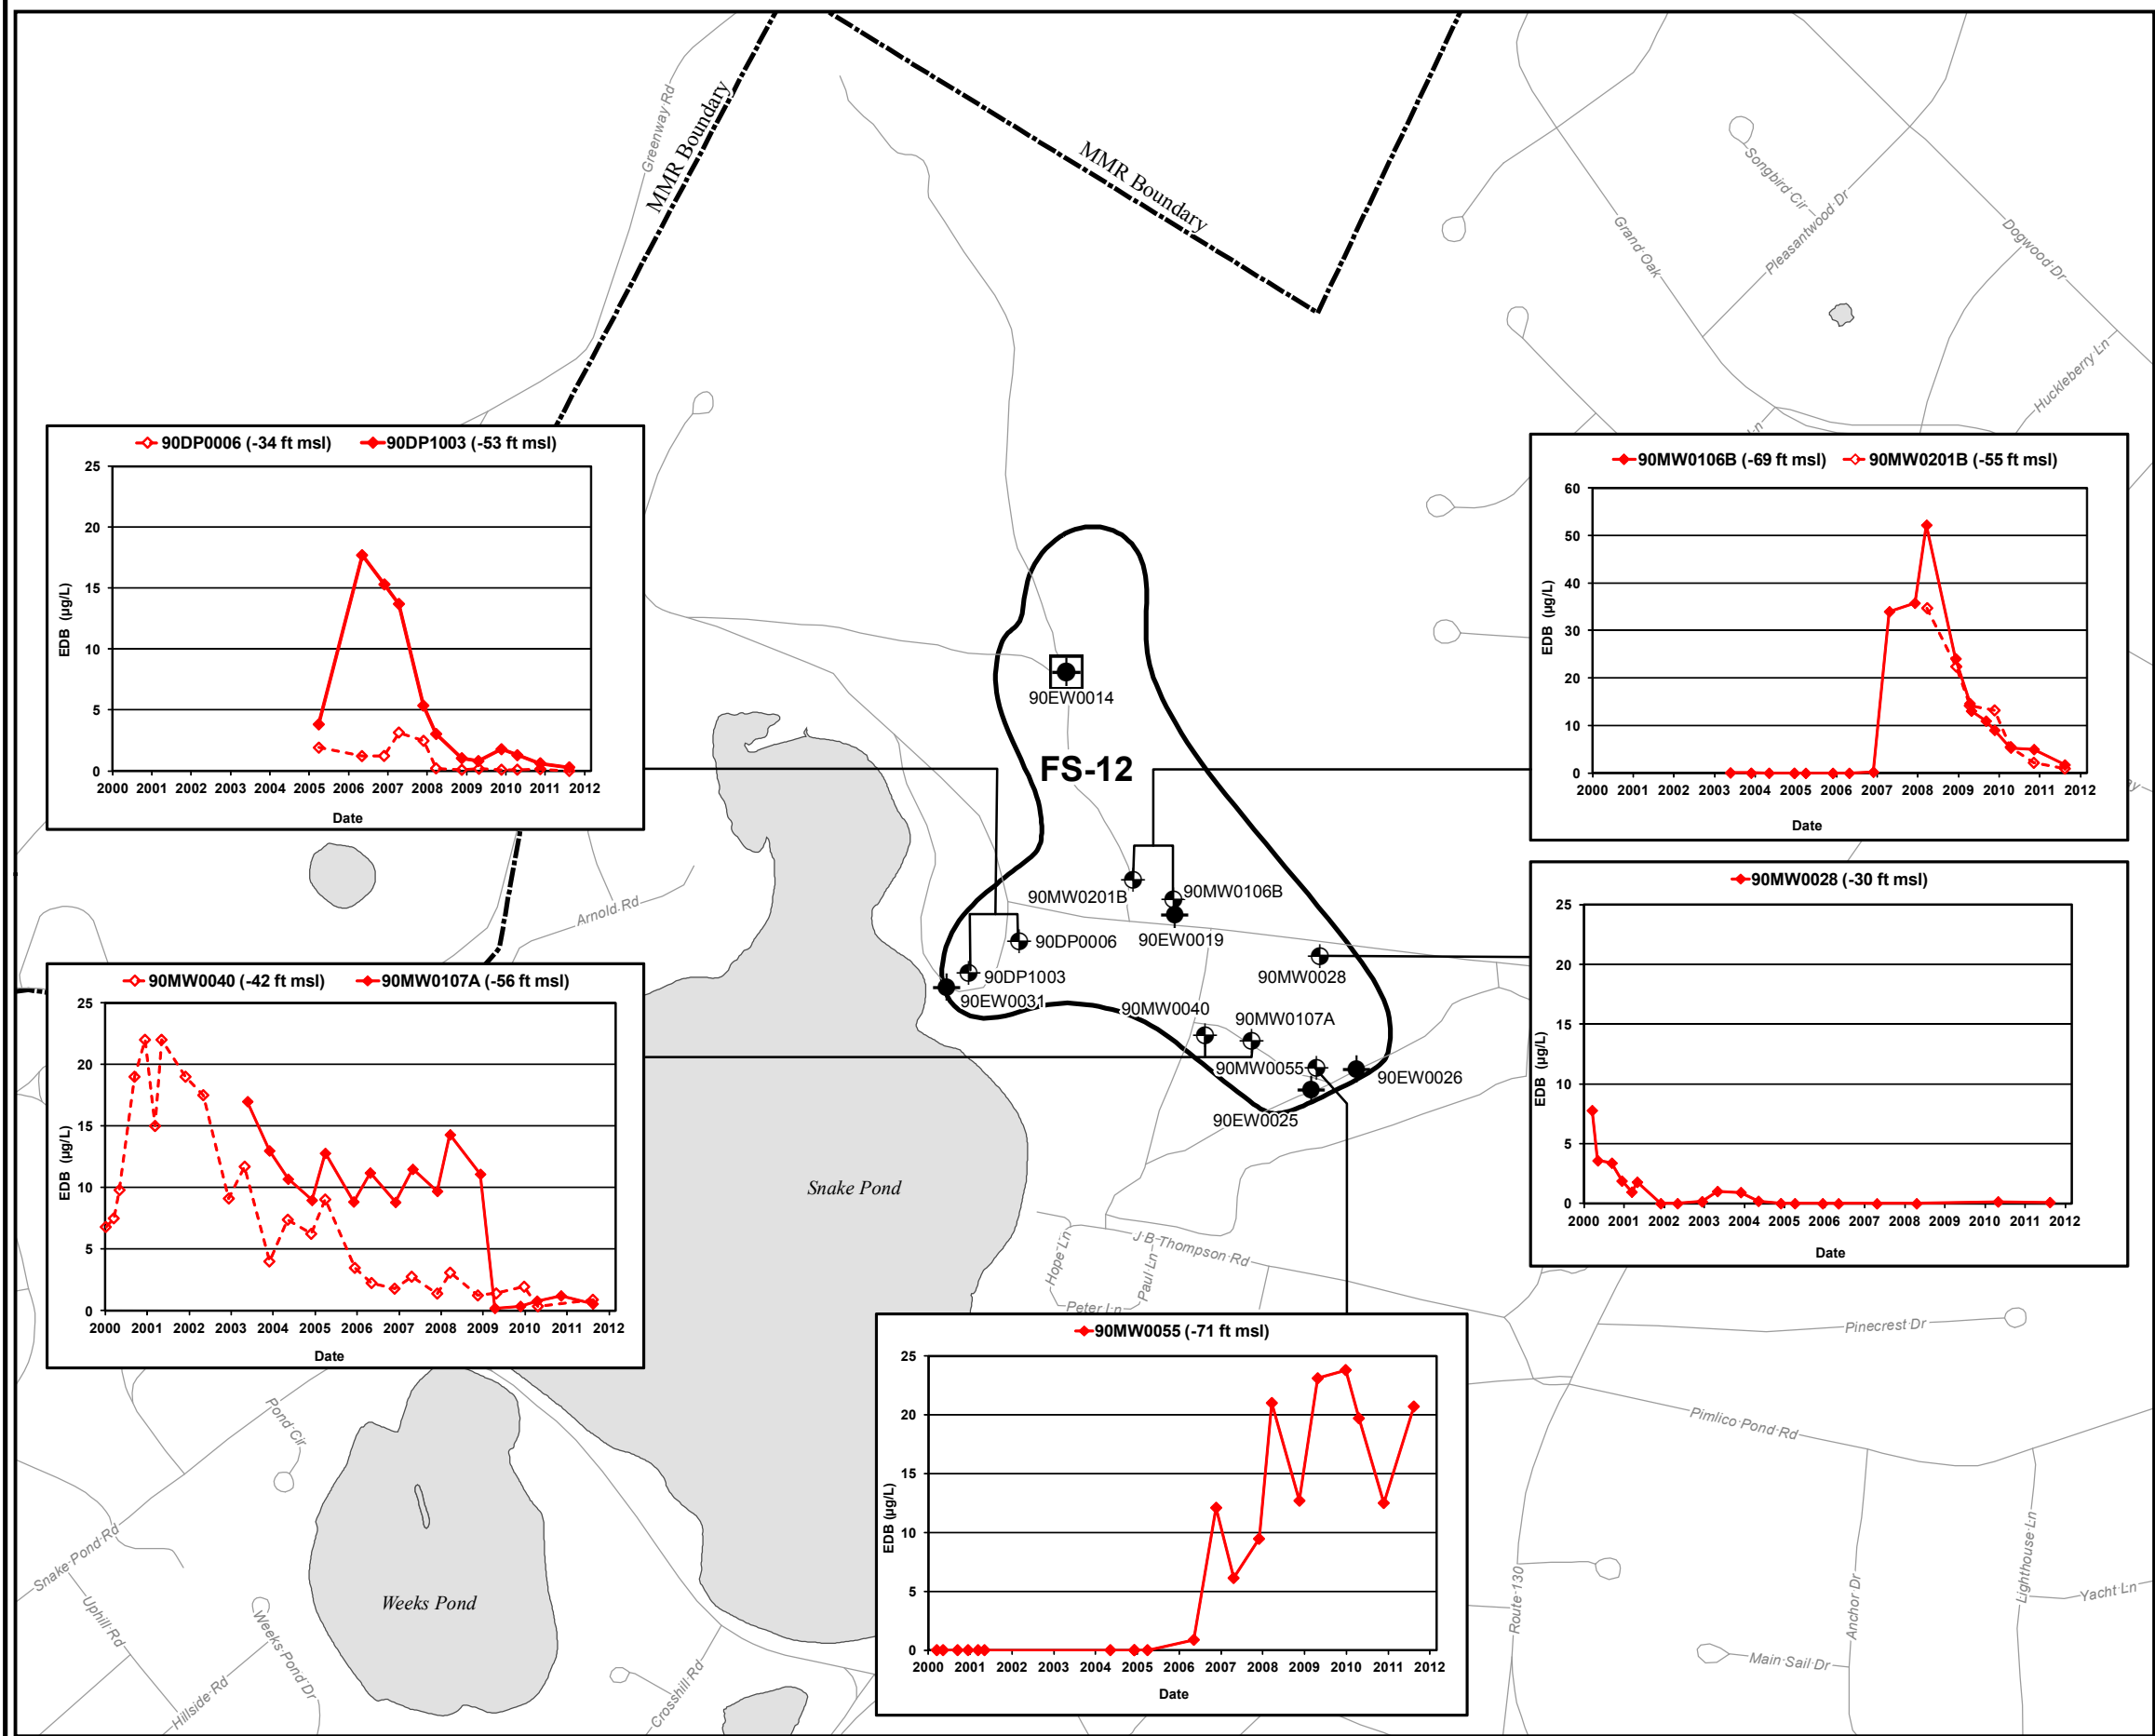 Greenway Rd
MMR Boundary
MMR Boundary
Songbird Cir
Pleasantwood Dr
Grand Oak
Dogwood Dr
Huckleberry Ln
Ln
90DP0006 (-34 ft msl) 90DP1003 (-53 ft msl)
25
20
15
10
5
0
EDB (µg/L)
2000 2001 2002 2003 2004 2005 2006 2007 2008 2009 2010 2011 2012
Date
90MW0106B (-69 ft msl) 90MW0201B (-55 ft msl)
60
50
40
30
20
10
0
EDB (µg/L)
2000 2001 2002 2003 2004 2005 2006 2007 2008 2009 2010 2011 2012
Date
90EW0014
FS-12
90MW0201B
90MW0106B
90EW0019
90DP0006
90DP1003
90EW0031
90MW0028
90MW0040
90MW0107A
90MW0055
90EW0026
90EW0025
Arnold Rd
90MW0028 (-30 ft msl)
25
20
15
10
5
0
EDB (µg/L)
2000 2001 2002 2003 2004 2005 2006 2007 2008 2009 2010 2011 2012
Date
90MW0040 (-42 ft msl) 90MW0107A (-56 ft msl)
25
20
15
10
5
0
EDB (µg/L)
2000 2001 2002 2003 2004 2005 2006 2007 2008 2009 2010 2011 2012
Date
Snake Pond
Hope Ln
J B Thompson Rd
Paul Ln
Peter Ln
90MW0055 (-71 ft msl)
25
20
15
10
5
0
EDB (µg/L)
2000 2001 2002 2003 2004 2005 2006 2007 2008 2009 2010 2011 2012
Date
Pinecrest Dr
Pimlico Pond Rd
Route 130
Anchor Dr
Lighthouse Ln
Yacht Ln
Main Sail Dr
Pond Cir
Snake Pond Rd
Uphill Rd
Weeks Pond
Weeks Pond Dr
Hillside Rd
Crosshill Rd